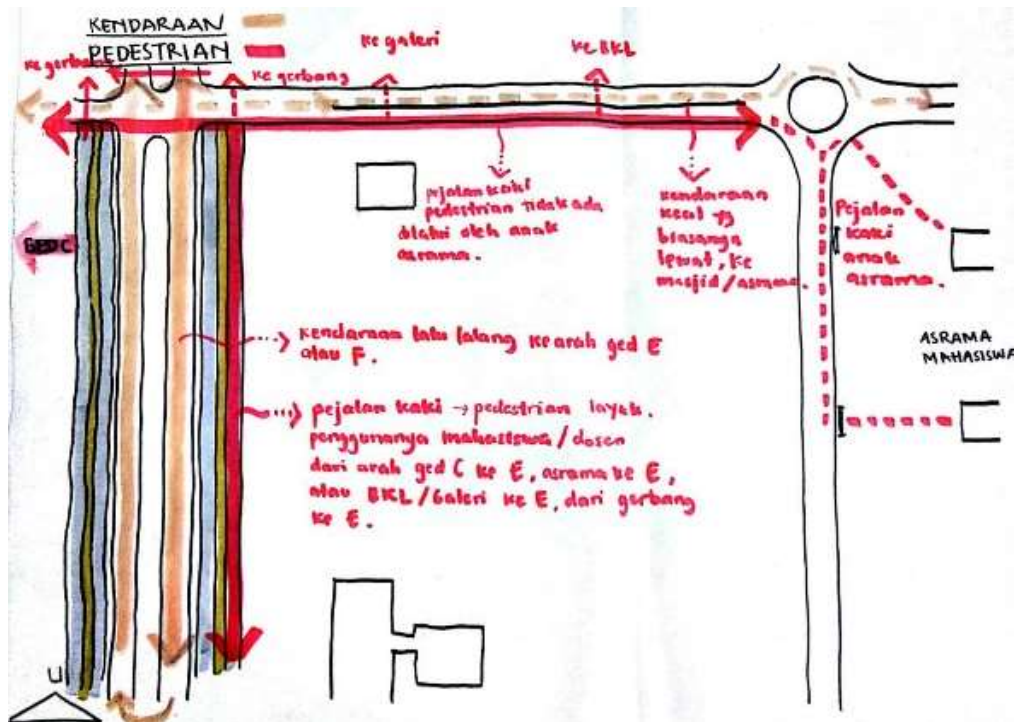 KENDARAAN
PEDESTRIAN
ke gerbang
ke gerbang
ke galeri
ke BKL
GED C
pejalan kaki
pedestrian tidak ada
dilalui oleh anak
asrama.
kendaraan
kecil yg
biasanya
lewat, ke
masjid/asrama.
Pejalan
kaki
anak
asrama.
ASRAMA
MAHASISWA
kendaraan lalu lalang ke arah ged E
atau F.
pejalan kaki → pedestrian layak.
penggunanya mahasiswa/dosen
dari arah ged C ke E, asrama ke E,
atau BKL/Galeri ke E, dari gerbang
ke E.
U